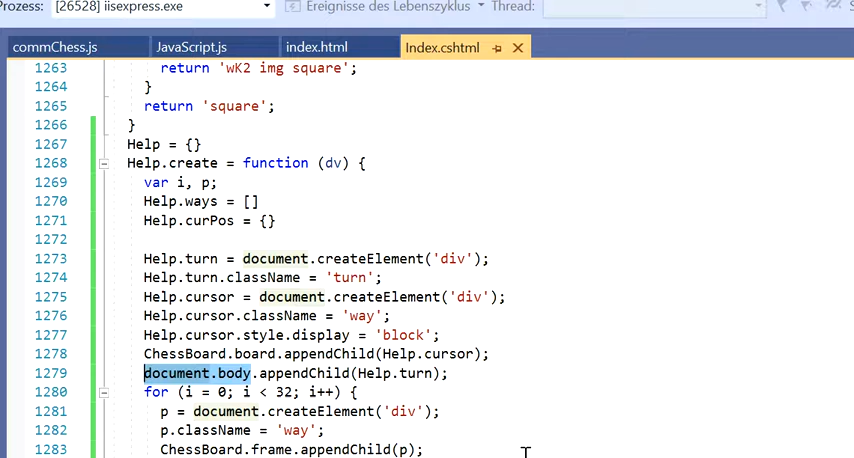 Prozess: [26528] iisexpress.exe Ereignisse des Lebenszyklus Thread:
commChess.js JavaScript.js index.html Index.cshtml
1263 return 'wK2 img square';
1264 }
1265 return 'square';
1266 }
1267 Help = {}
1268 Help.create = function (dv) {
1269 var i, p;
1270 Help.ways = []
1271 Help.curPos = {}
1272
1273 Help.turn = document.createElement('div');
1274 Help.turn.className = 'turn';
1275 Help.cursor = document.createElement('div');
1276 Help.cursor.className = 'way';
1277 Help.cursor.style.display = 'block';
1278 ChessBoard.board.appendChild(Help.cursor);
1279 document.body.appendChild(Help.turn);
1280 for (i = 0; i < 32; i++) {
1281 p = document.createElement('div');
1282 p.className = 'way';
1283 ChessBoard.frame.appendChild(p);